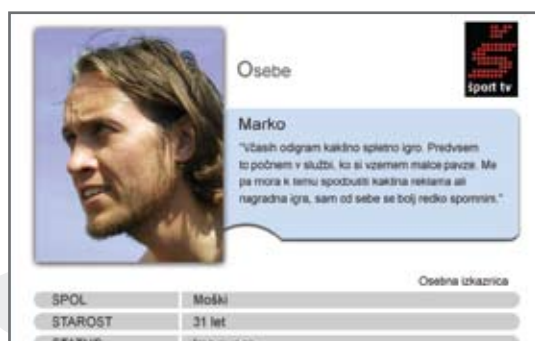 Osebe
šport tv
Marko
"Včasih odigram kakšno spletno igro. Predvsem
to počnem v službi, ko si vzamem malce pavze. Me
pa mora k temu spodbuditi kakšna reklama ali
nagradna igra, sam od sebe se bolj redko spomnim."
Osebna izkaznica
SPOL Moški
STAROST 31 let